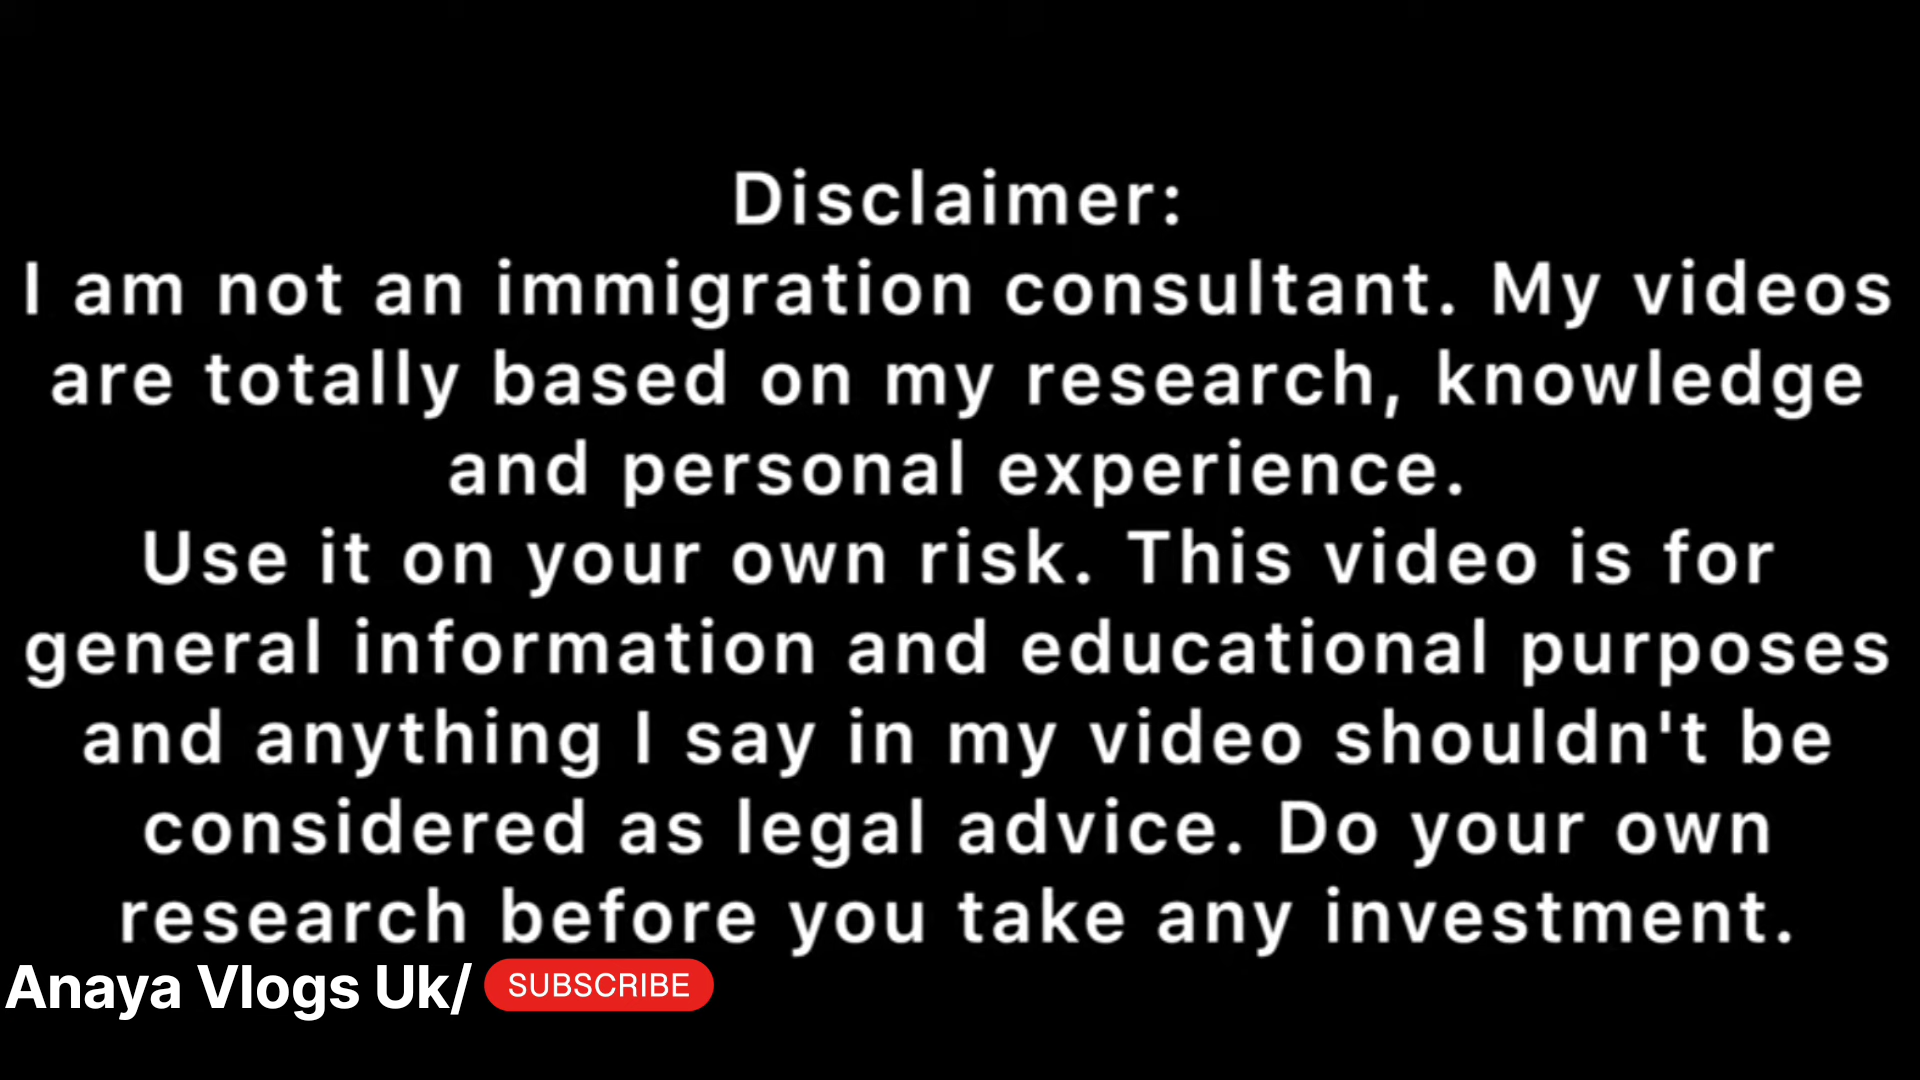 Disclaimer:
I am not an immigration consultant. My videos
are totally based on my research, knowledge
and personal experience.
Use it on your own risk. This video is for
general information and educational purposes
and anything I say in my video shouldn't be
considered as legal advice. Do your own
research before you take any investment.
Anaya Vlogs Uk/ SUBSCRIBE